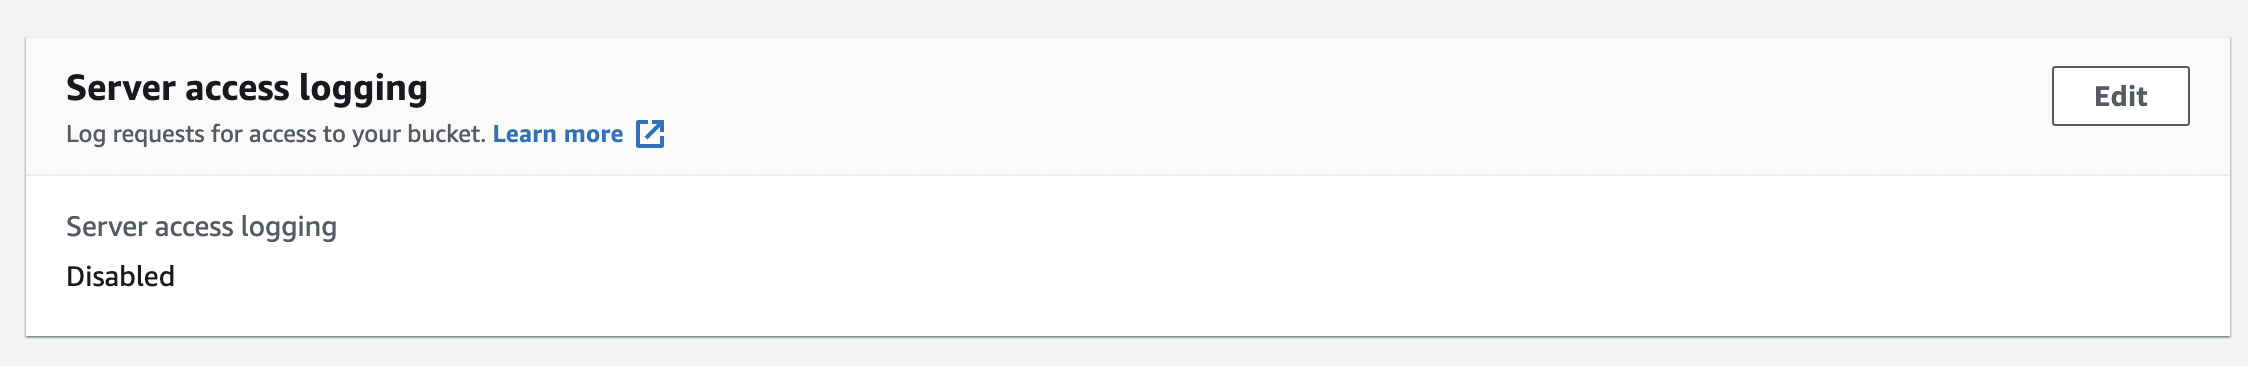 Server access logging
Edit
Log requests for access to your bucket. Learn more
Server access logging
Disabled